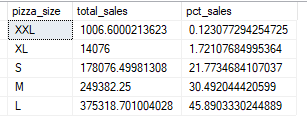 pizza_size total_sales pct_sales
XXL 1006.6000213623 0.123077294254725
XL 14076 1.72107684995364
S 178076.49981308 21.7734684107037
M 249382.25 30.492044420599
L 375318.701004028 45.8903330244889